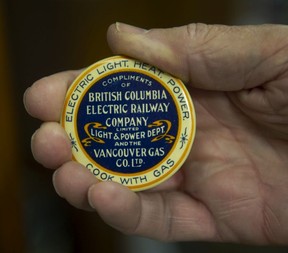 ELECTRIC LIGHT. HEAT. POWER.
COMPLIMENTS
OF
BRITISH COLUMBIA
ELECTRIC RAILWAY
COMPANY
LIMITED
LIGHT & POWER DEPT.
AND THE
VANCOUVER GAS
CO. LTD.
COOK WITH GAS